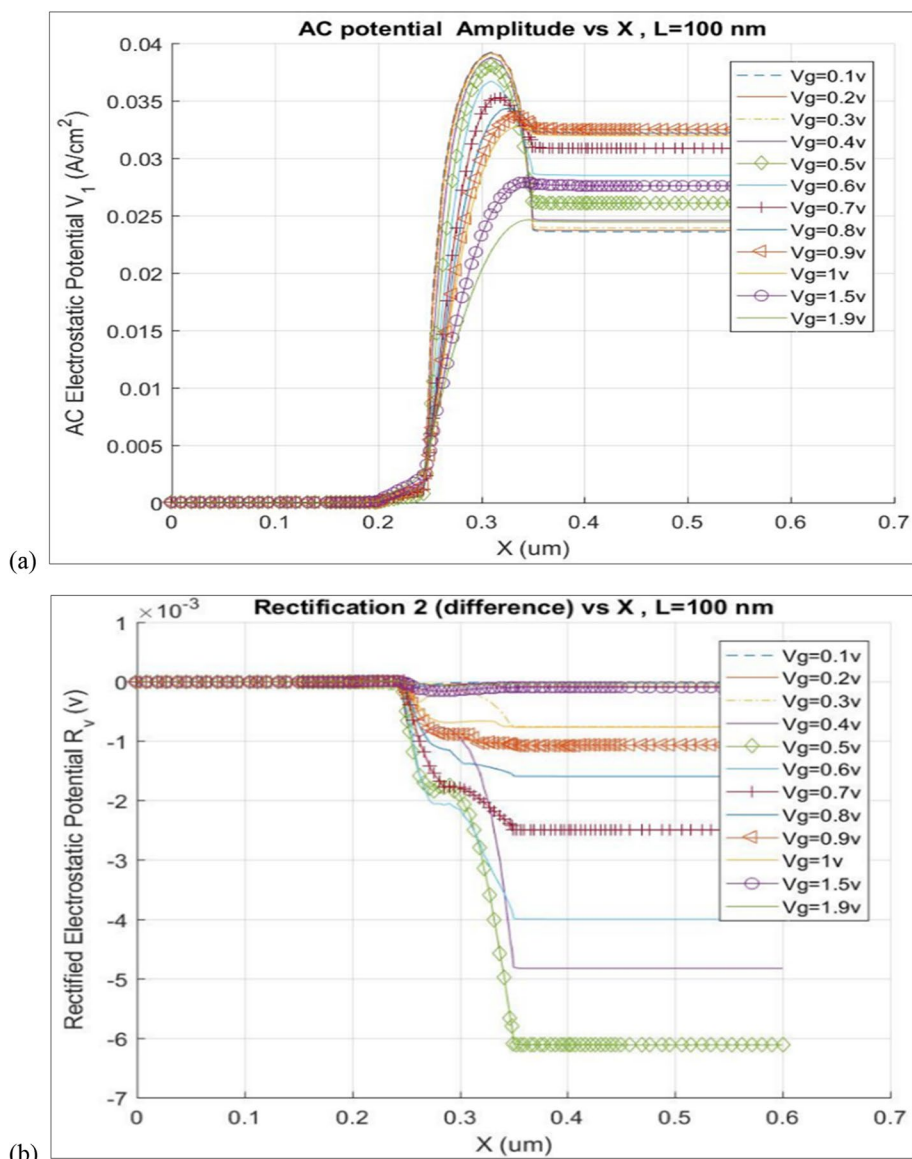 AC potential Amplitude vs X , L=100 nm
AC Electrostatic Potential V_1 (A/cm^2)
0.04
0.035
0.03
0.025
0.02
0.015
0.01
0.005
0
0 0.1 0.2 0.3 0.4 0.5 0.6 0.7
X (um)
Vg=0.1v
Vg=0.2v
Vg=0.3v
Vg=0.4v
Vg=0.5v
Vg=0.6v
Vg=0.7v
Vg=0.8v
Vg=0.9v
Vg=1v
Vg=1.5v
Vg=1.9v
(a)
×10^-3
Rectification 2 (difference) vs X , L=100 nm
Rectified Electrostatic Potential R_v (v)
1
0
-1
-2
-3
-4
-5
-6
-7
0 0.1 0.2 0.3 0.4 0.5 0.6 0.7
X (um)
Vg=0.1v
Vg=0.2v
Vg=0.3v
Vg=0.4v
Vg=0.5v
Vg=0.6v
Vg=0.7v
Vg=0.8v
Vg=0.9v
Vg=1v
Vg=1.5v
Vg=1.9v
(b)